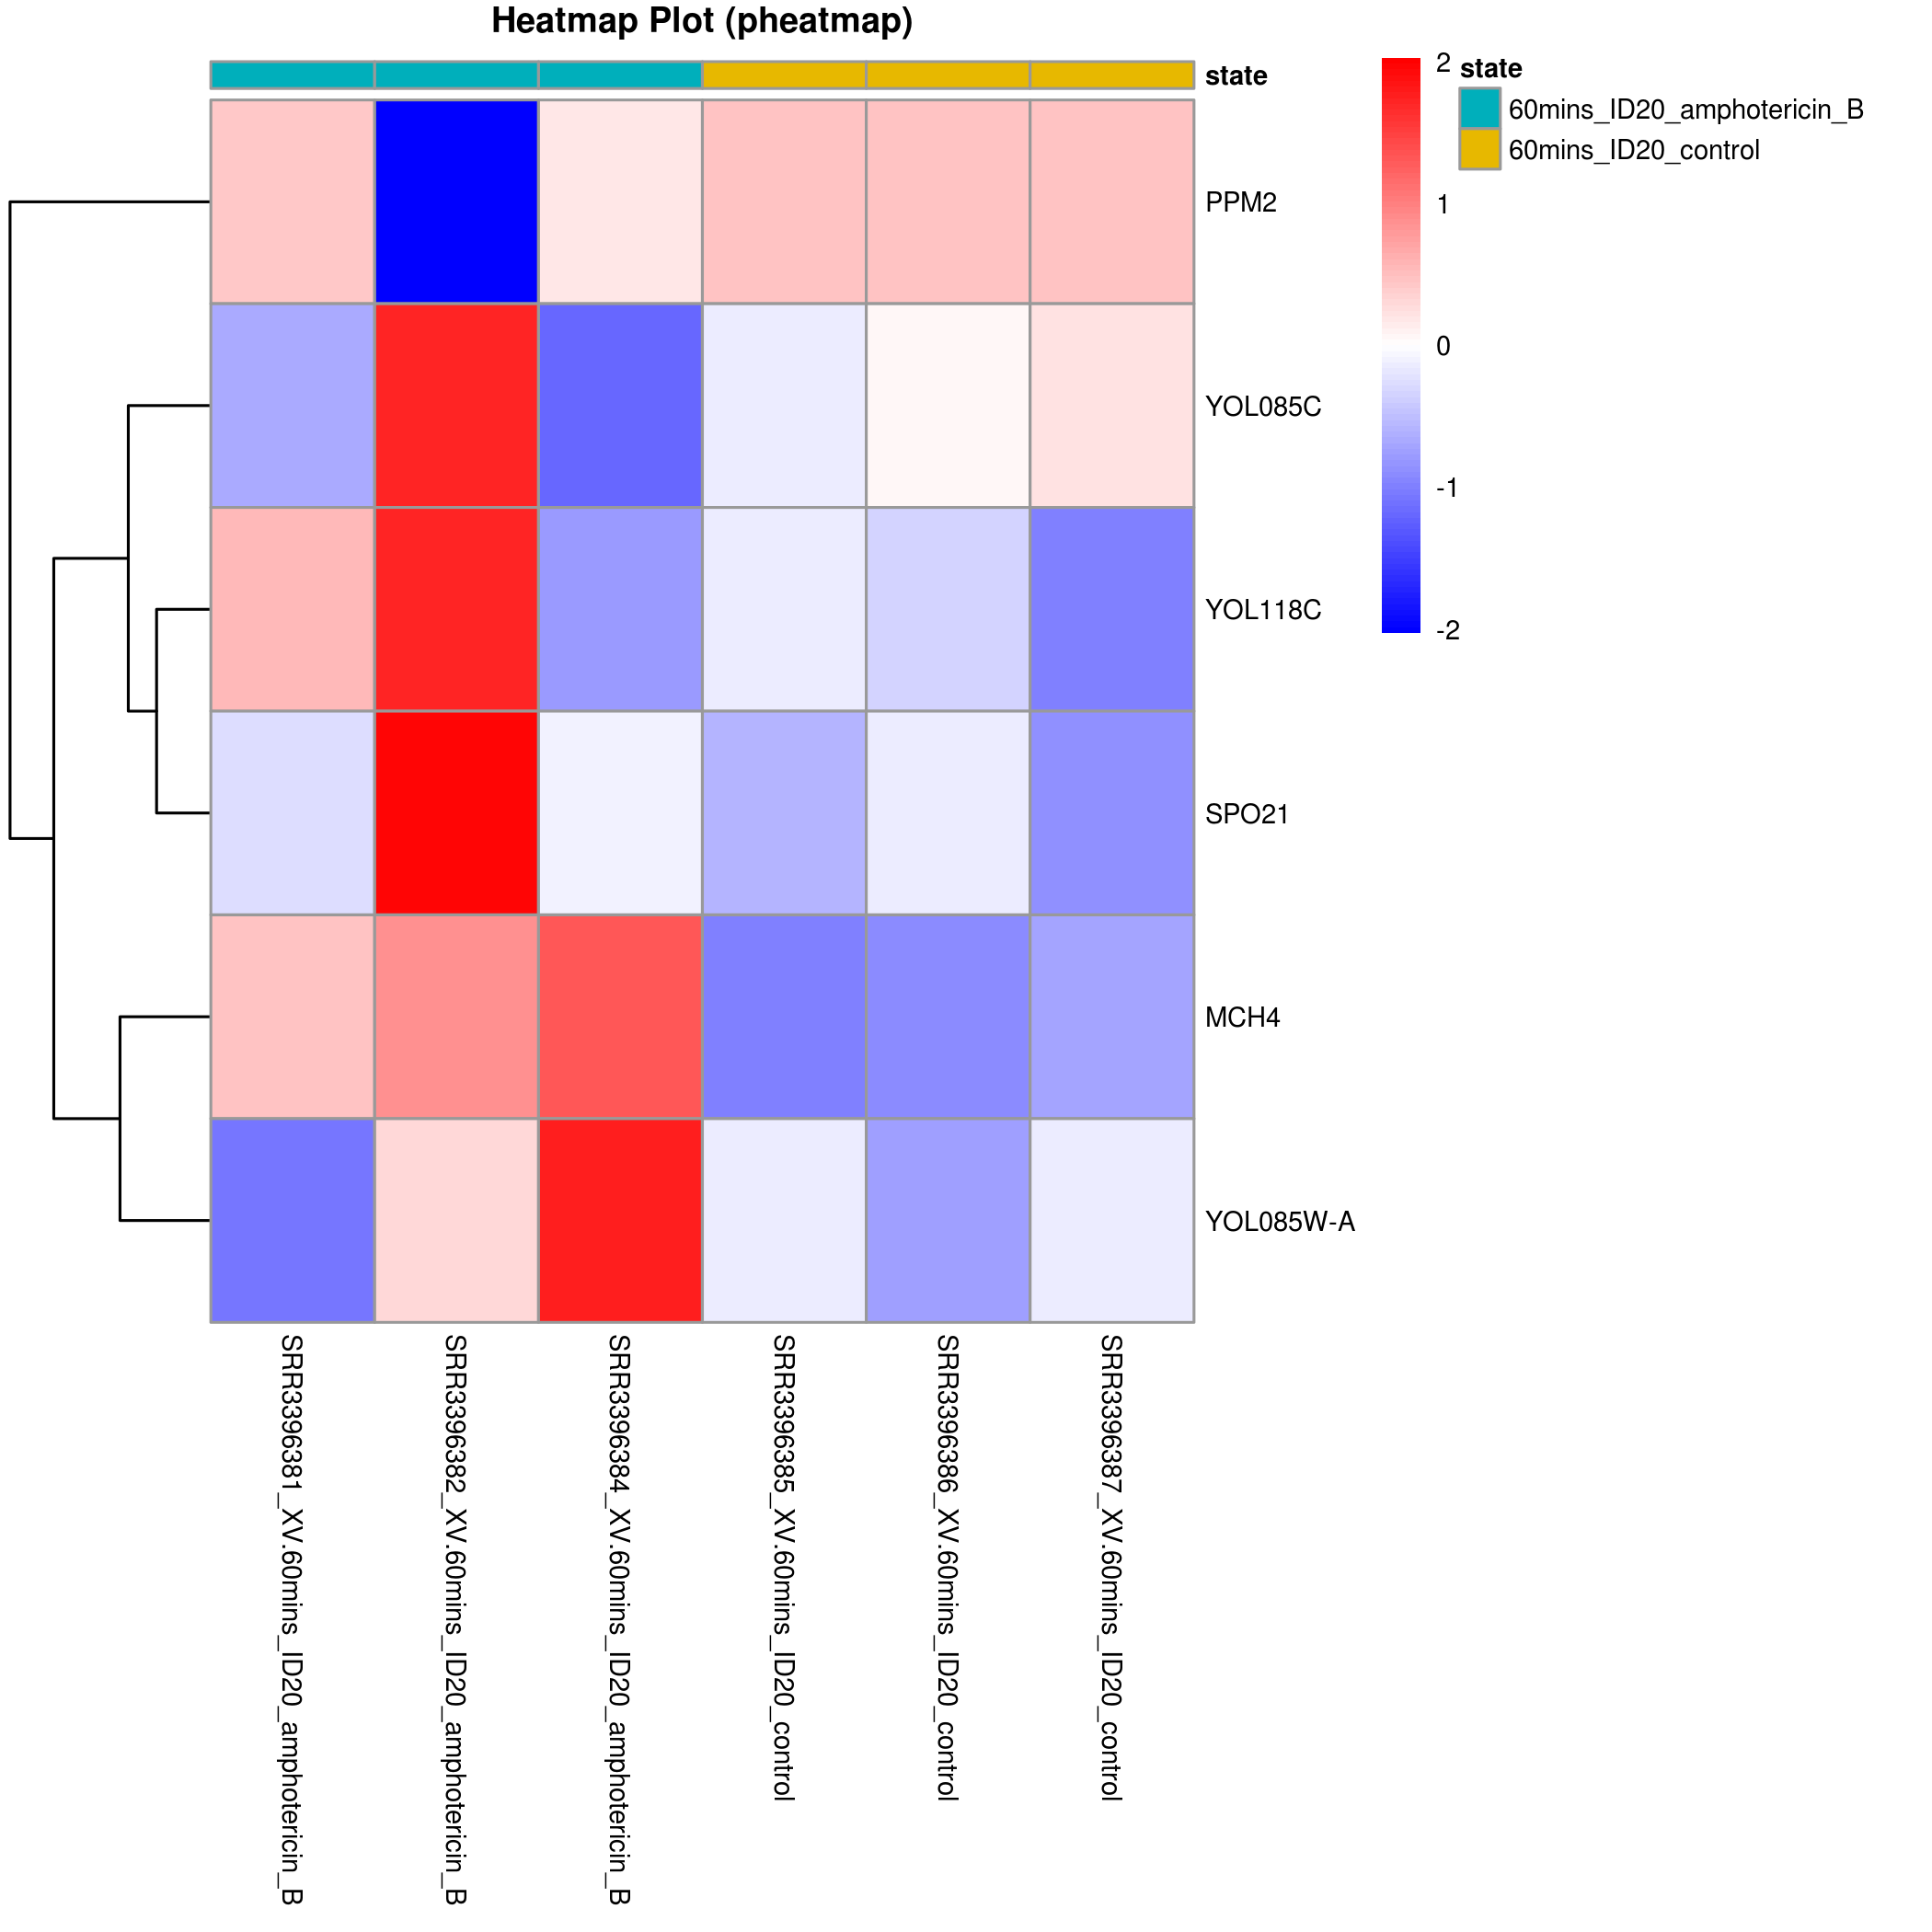 Heatmap Plot (pheatmap)
state
2
1
0
-1
-2
state
60mins_ID20_amphotericin_B
60mins_ID20_control
PPM2
YOL085C
YOL118C
SPO21
MCH4
YOL085W-A
SRR3396381_XV.60mins_ID20_amphotericin_B
SRR3396382_XV.60mins_ID20_amphotericin_B
SRR3396384_XV.60mins_ID20_amphotericin_B
SRR3396385_XV.60mins_ID20_control
SRR3396386_XV.60mins_ID20_control
SRR3396387_XV.60mins_ID20_control